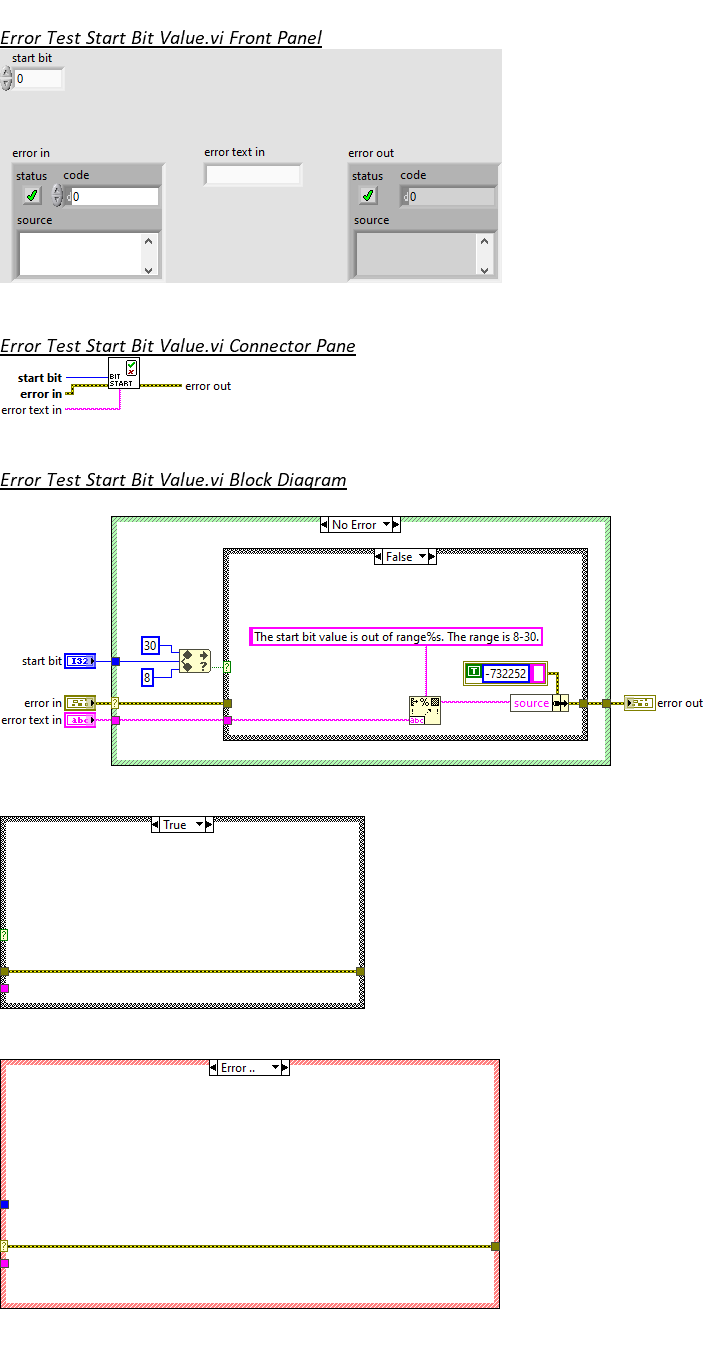 Error Test Start Bit Value.vi Front Panel
start bit
0
error in
error text in
error out
status code
0
source
status code
0
source
Error Test Start Bit Value.vi Connector Pane
start bit
error in
error text in
BIT
START
error out
Error Test Start Bit Value.vi Block Diagram
No Error
False
The start bit value is out of range%s. The range is 8-30.
30
?
start bit I32
8
?
T -732252
error in
?
source
error out
error text in abc
% abc
True
?
Error ..
?